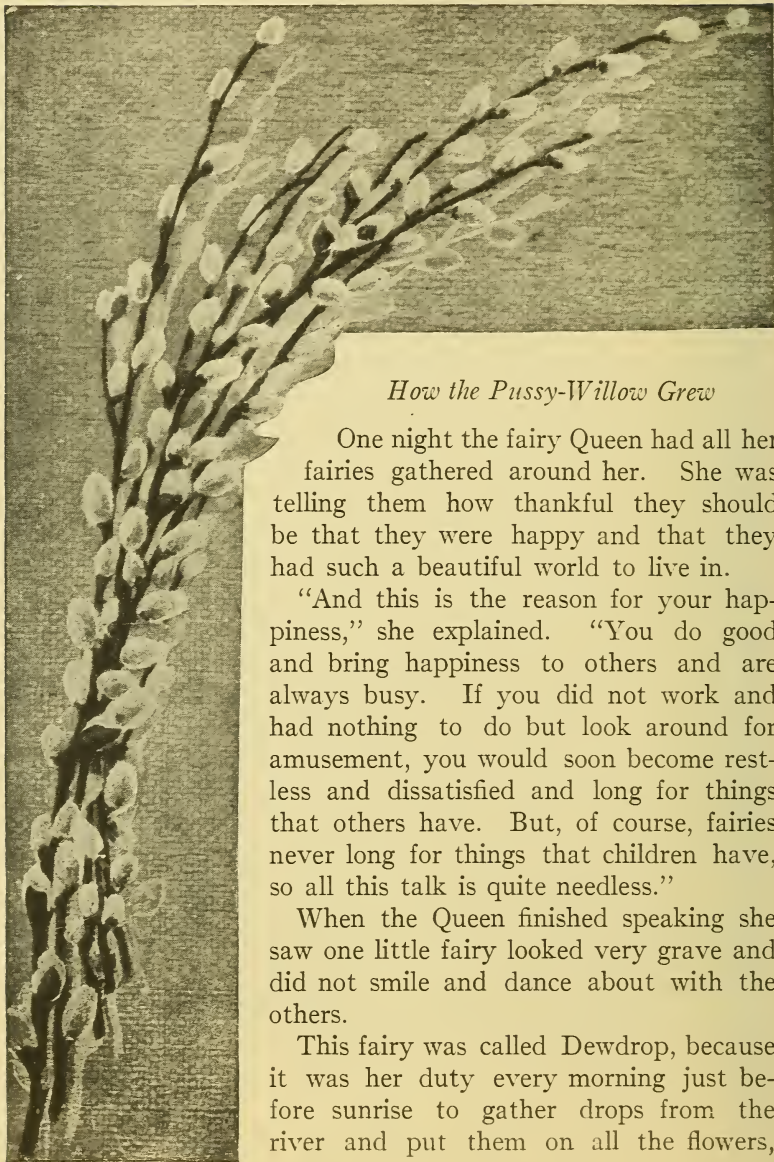 How the Pussy-Willow Grew
One night the fairy Queen had all her
fairies gathered around her. She was
telling them how thankful they should
be that they were happy and that they
had such a beautiful world to live in.
“And this is the reason for your hap-
piness,” she explained. “You do good
and bring happiness to others and are
always busy. If you did not work and
had nothing to do but look around for
amusement, you would soon become rest-
less and dissatisfied and long for things
that others have. But, of course, fairies
never long for things that children have,
so all this talk is quite needless.”
When the Queen finished speaking she
saw one little fairy looked very grave and
did not smile and dance about with the
others.
This fairy was called Dewdrop, because
it was her duty every morning just be-
fore sunrise to gather drops from the
river and put them on all the flowers,